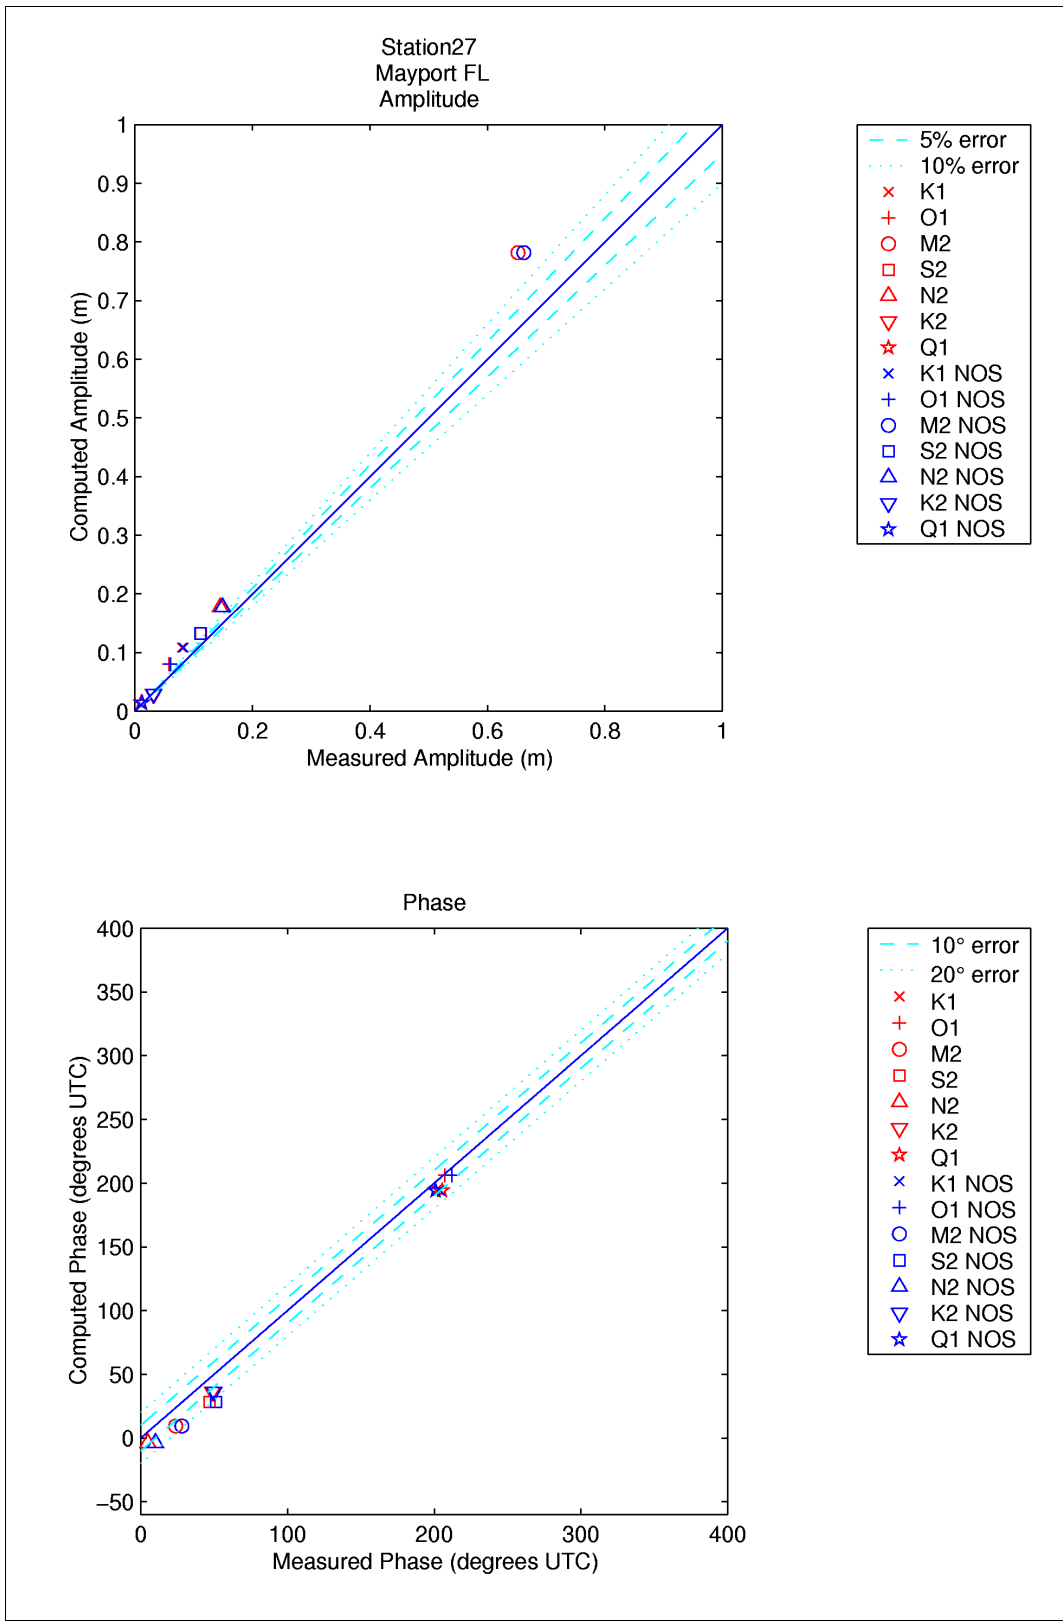 Station27
Mayport FL
Amplitude
1
0.9
0.8
0.7
0.6
0.5
0.4
0.3
0.2
0.1
0
Computed Amplitude (m)
0 0.2 0.4 0.6 0.8 1
Measured Amplitude (m)
5% error
10% error
K1
O1
M2
S2
N2
K2
Q1
K1 NOS
O1 NOS
M2 NOS
S2 NOS
N2 NOS
K2 NOS
Q1 NOS
Phase
400
350
300
250
200
150
100
50
0
−50
Computed Phase (degrees UTC)
0 100 200 300 400
Measured Phase (degrees UTC)
10° error
20° error
K1
O1
M2
S2
N2
K2
Q1
K1 NOS
O1 NOS
M2 NOS
S2 NOS
N2 NOS
K2 NOS
Q1 NOS